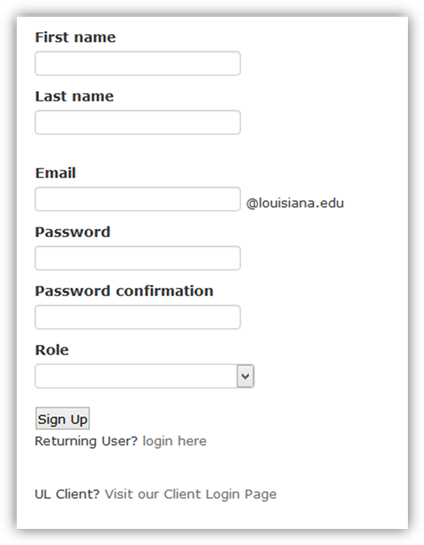 First name
Last name
Email
@louisiana.edu
Password
Password confirmation
Role
Sign Up
Returning User? login here
UL Client? Visit our Client Login Page